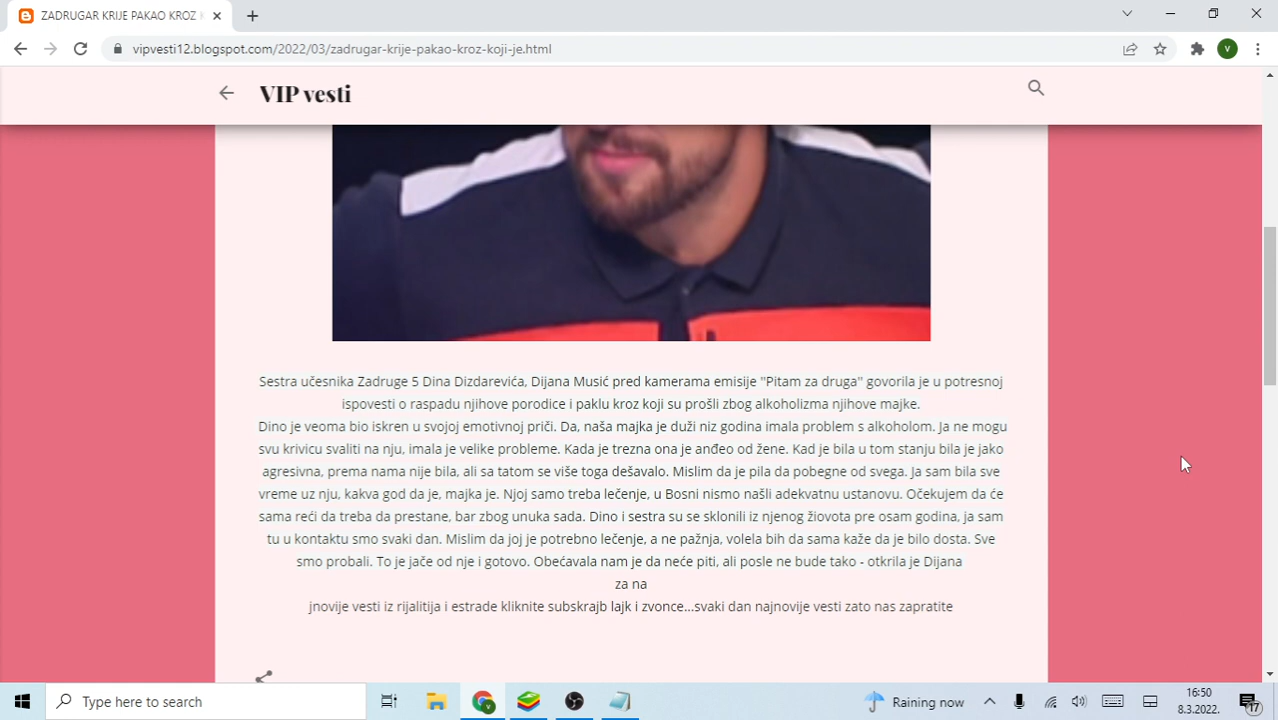 ZADRUGAR KRIJE PAKAO KROZ
vipvesti12.blogspot.com/2022/03/zadrugar-krije-pakao-kroz-koji-je.html
V
VIP vesti
Sestra učesnika Zadruge 5 Dina Dizdarevića, Dijana Musić pred kamerama emisije "Pitam za druga" govorila je u potresnoj
ispovesti o raspadu njihove porodice i paklu kroz koji su prošli zbog alkoholizma njihove majke.
Dino je veoma bio iskren u svojoj emotivnoj priči. Da, naša majka je duži niz godina imala problem s alkoholom. Ja ne mogu
svu krivicu svaliti na nju, imala je velike probleme. Kada je trezna ona je anđeo od žene. Kad je bila u tom stanju bila je jako
agresivna, prema nama nije bila, ali sa tatom se više toga dešavalo. Mislim da je pila da pobegne od svega. Ja sam bila sve
vreme uz nju, kakva god da je, majka je. Njoj samo treba lečenje, u Bosni nismo našli adekvatnu ustanovu. Očekujem da će
sama reći da treba da prestane, bar zbog unuka sada. Dino i sestra su se sklonili iz njenog žiovota pre osam godina, ja sam
tu u kontaktu smo svaki dan. Mislim da joj je potrebno lečenje, a ne pažnja, volela bih da sama kaže da je bilo dosta. Sve
smo probali. To je jače od nje i gotovo. Obećavala nam je da neće piti, ali posle ne bude tako - otkrila je Dijana
za na
jnovije vesti iz rijalitija i estrade kliknite subskrajb lajk i zvonce...svaki dan najnovije vesti zato nas zapratite
Type here to search
Raining now
16:50
8.3.2022.
17